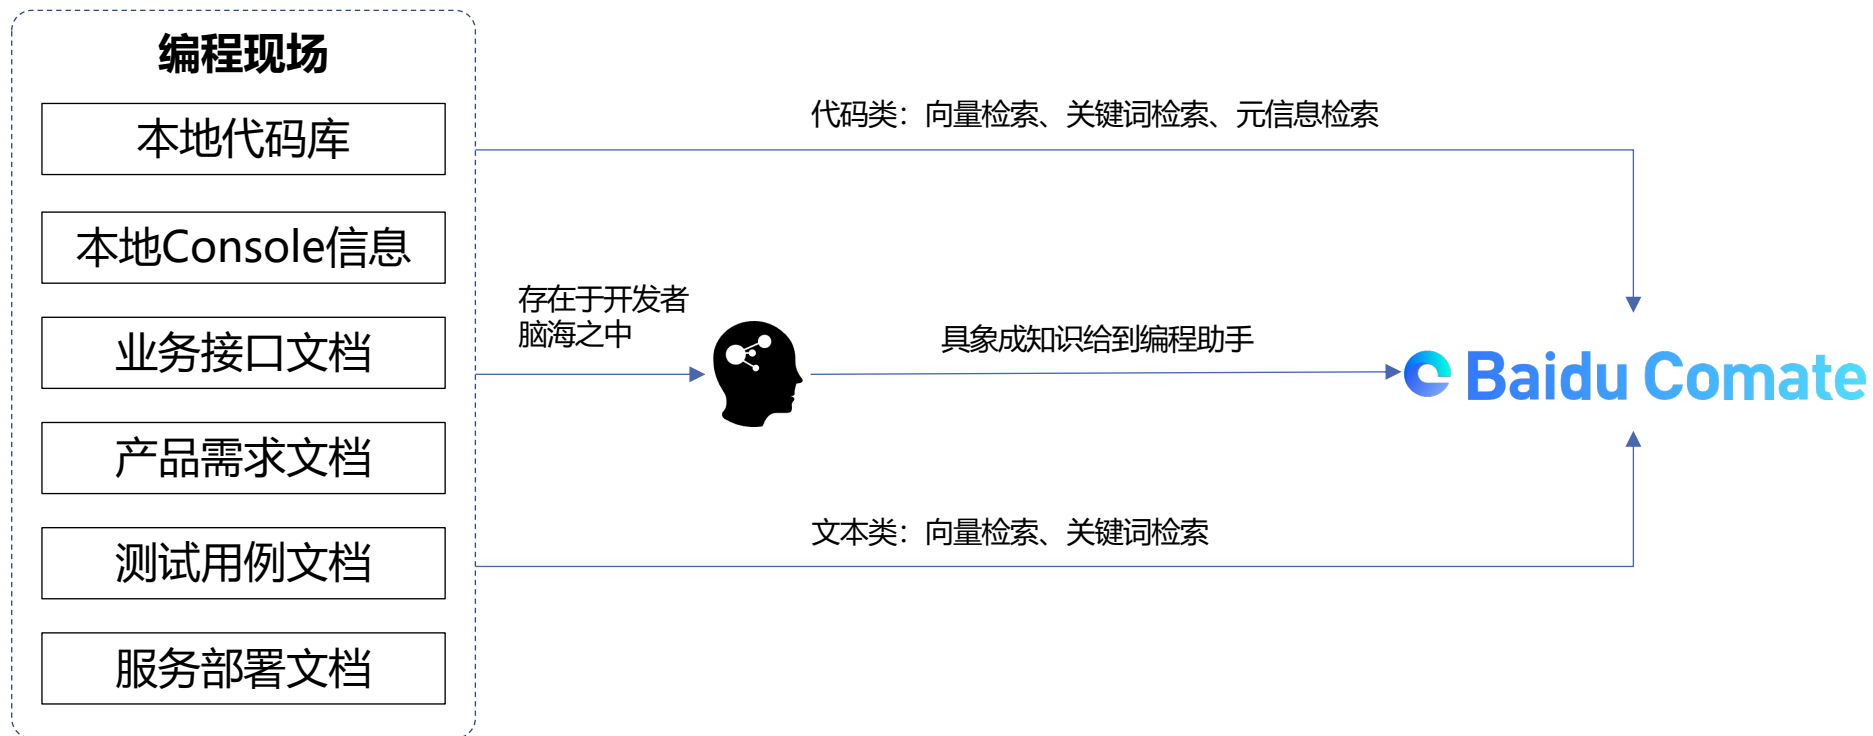 编程现场
本地代码库
本地Console信息
业务接口文档
产品需求文档
测试用例文档
服务部署文档
代码类：向量检索、关键词检索、元信息检索
存在于开发者
脑海之中
具象成知识给到编程助手
Baidu Comate
文本类：向量检索、关键词检索